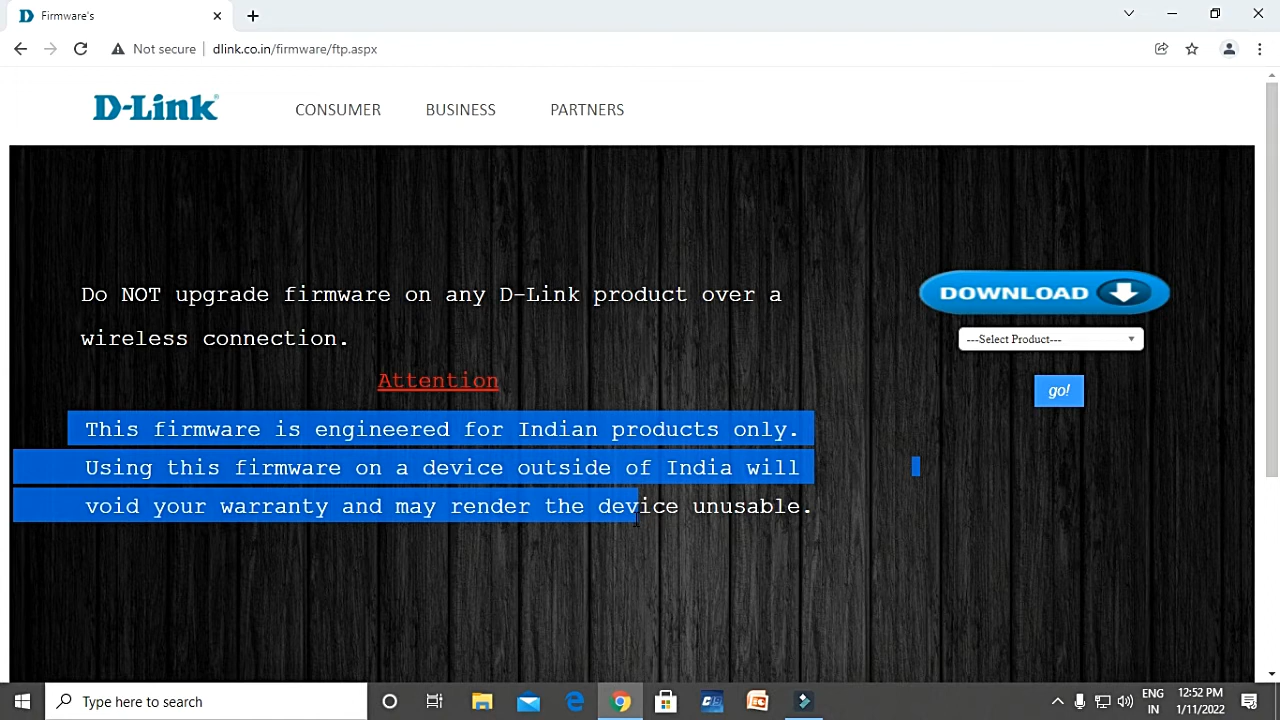 Firmware's
Not secure
dlink.co.in/firmware/ftp.aspx
D-Link
CONSUMER
BUSINESS
PARTNERS
Do NOT upgrade firmware on any D-Link product over a
wireless connection.
Attention
This firmware is engineered for Indian products only.
Using this firmware on a device outside of India will
void your warranty and may render the device unusable.
DOWNLOAD
---Select Product---
go!
Type here to search
ENG
IN
12:52 PM
1/11/2022